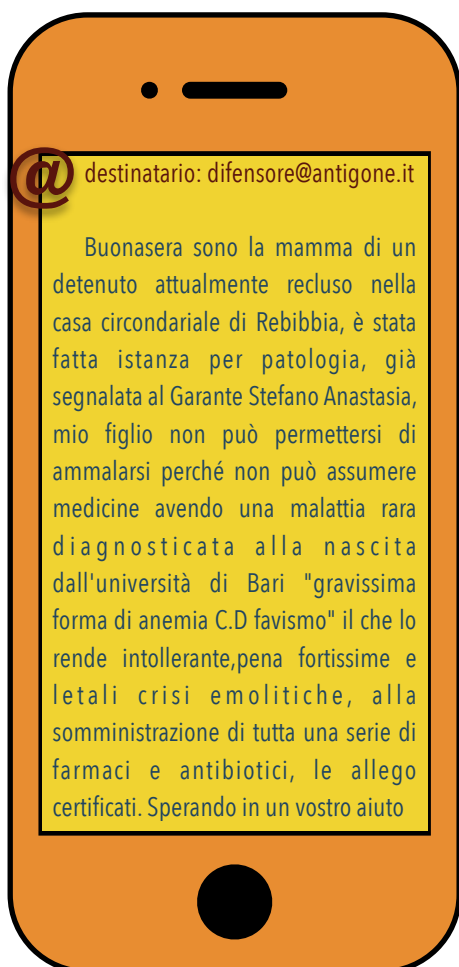 @
destinatario: difensore@antigone.it
Buonasera sono la mamma di un
detenuto attualmente recluso nella
casa circondariale di Rebibbia, è stata
fatta istanza per patologia, già
segnalata al Garante Stefano Anastasia,
mio figlio non può permettersi di
ammalarsi perché non può assumere
medicine avendo una malattia rara
diagnosticata alla nascita
dall'università di Bari "gravissima
forma di anemia C.D favismo" il che lo
rende intollerante,pena fortissime e
letali crisi emolitiche, alla
somministrazione di tutta una serie di
farmaci e antibiotici, le allego
certificati. Sperando in un vostro aiuto